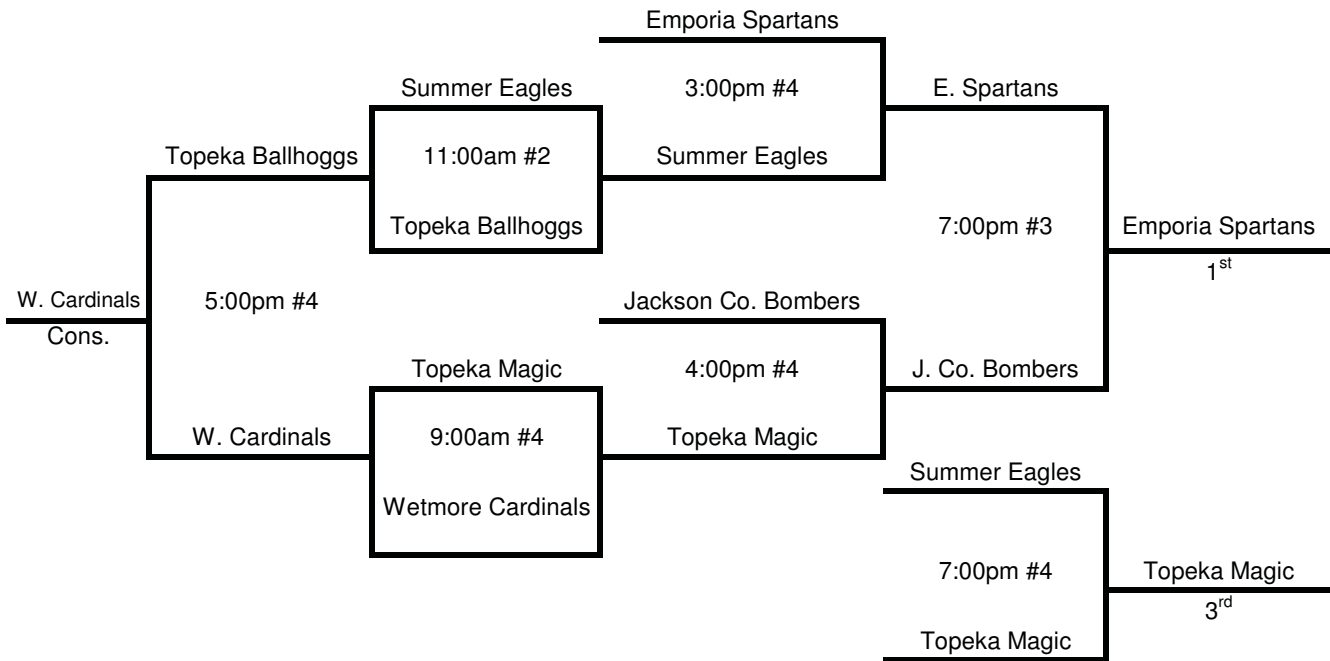 Emporia Spartans
Summer Eagles
3:00pm #4
E. Spartans
Topeka Ballhoggs
11:00am #2
Summer Eagles
Topeka Ballhoggs
7:00pm #3
Emporia Spartans
1st
W. Cardinals
5:00pm #4
Jackson Co. Bombers
Cons.
Topeka Magic
4:00pm #4
J. Co. Bombers
W. Cardinals
9:00am #4
Topeka Magic
Summer Eagles
Wetmore Cardinals
7:00pm #4
Topeka Magic
3rd
Topeka Magic